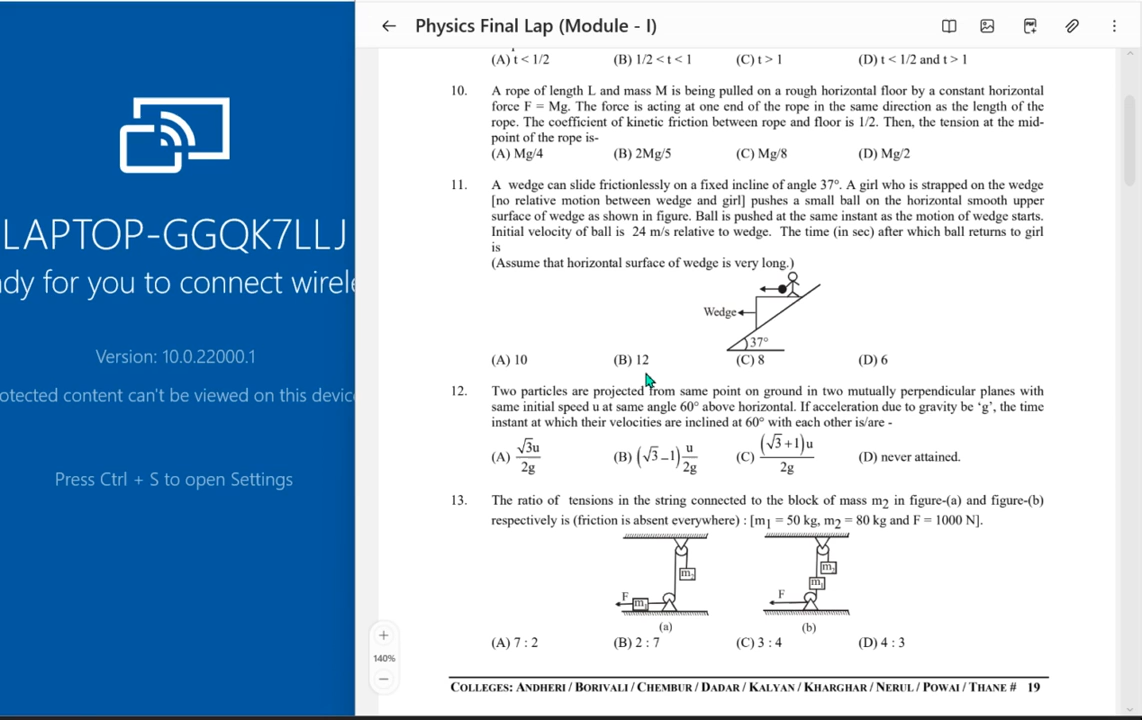 LAPTOP-GGQK7LLJ
dy for you to connect wirele
Version: 10.0.22000.1
otected content can't be viewed on this devic
Press Ctrl + S to open Settings
Physics Final Lap (Module - I)
(A) t < 1/2 (B) 1/2 < t < 1 (C) t > 1 (D) t < 1/2 and t > 1
10. A rope of length L and mass M is being pulled on a rough horizontal floor by a constant horizontal
force F = Mg. The force is acting at one end of the rope in the same direction as the length of the
rope. The coefficient of kinetic friction between rope and floor is 1/2. Then, the tension at the mid-
point of the rope is-
(A) Mg/4 (B) 2Mg/5 (C) Mg/8 (D) Mg/2
11. A wedge can slide frictionlessly on a fixed incline of angle 37°. A girl who is strapped on the wedge
[no relative motion between wedge and girl] pushes a small ball on the horizontal smooth upper
surface of wedge as shown in figure. Ball is pushed at the same instant as the motion of wedge starts.
Initial velocity of ball is 24 m/s relative to wedge. The time (in sec) after which ball returns to girl
is
(Assume that horizontal surface of wedge is very long.)
Wedge
37°
(A) 10 (B) 12 (C) 8 (D) 6
12. Two particles are projected from same point on ground in two mutually perpendicular planes with
same initial speed u at same angle 60° above horizontal. If acceleration due to gravity be ‘g’, the time
instant at which their velocities are inclined at 60° with each other is/are -
(A) √3u/2g (B) (√3 –1) u/2g (C) (√3 +1)u/2g (D) never attained.
13. The ratio of tensions in the string connected to the block of mass m2 in figure-(a) and figure-(b)
respectively is (friction is absent everywhere) : [m1 = 50 kg, m2 = 80 kg and F = 1000 N].
F
F
(a) (b)
(A) 7 : 2 (B) 2 : 7 (C) 3 : 4 (D) 4 : 3
140%
COLLEGES: ANDHERI / BORIVALI / CHEMBUR / DADAR / KALYAN / KHARGHAR / NERUL / POWAI / THANE # 19